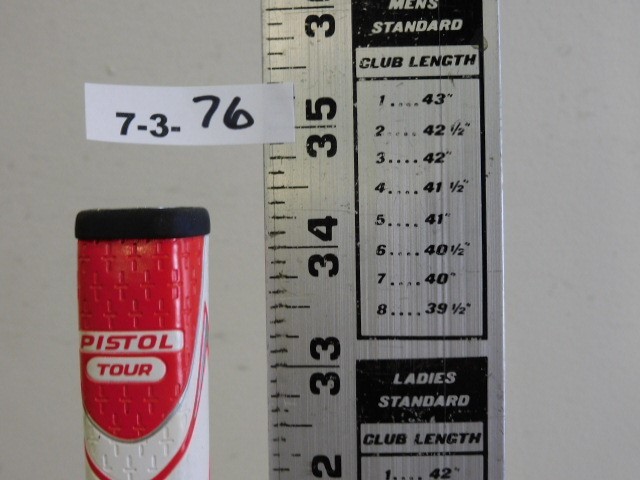 MENS
STANDARD
CLUB LENGTH
1....43"
2....42 1/2"
3....42"
4....41 1/2"
5....41"
6....40 1/2"
7....40"
8....39 1/2"
LADIES
STANDARD
CLUB LENGTH
1....42"
7-3-76
35
34
33
PISTOL
TOUR